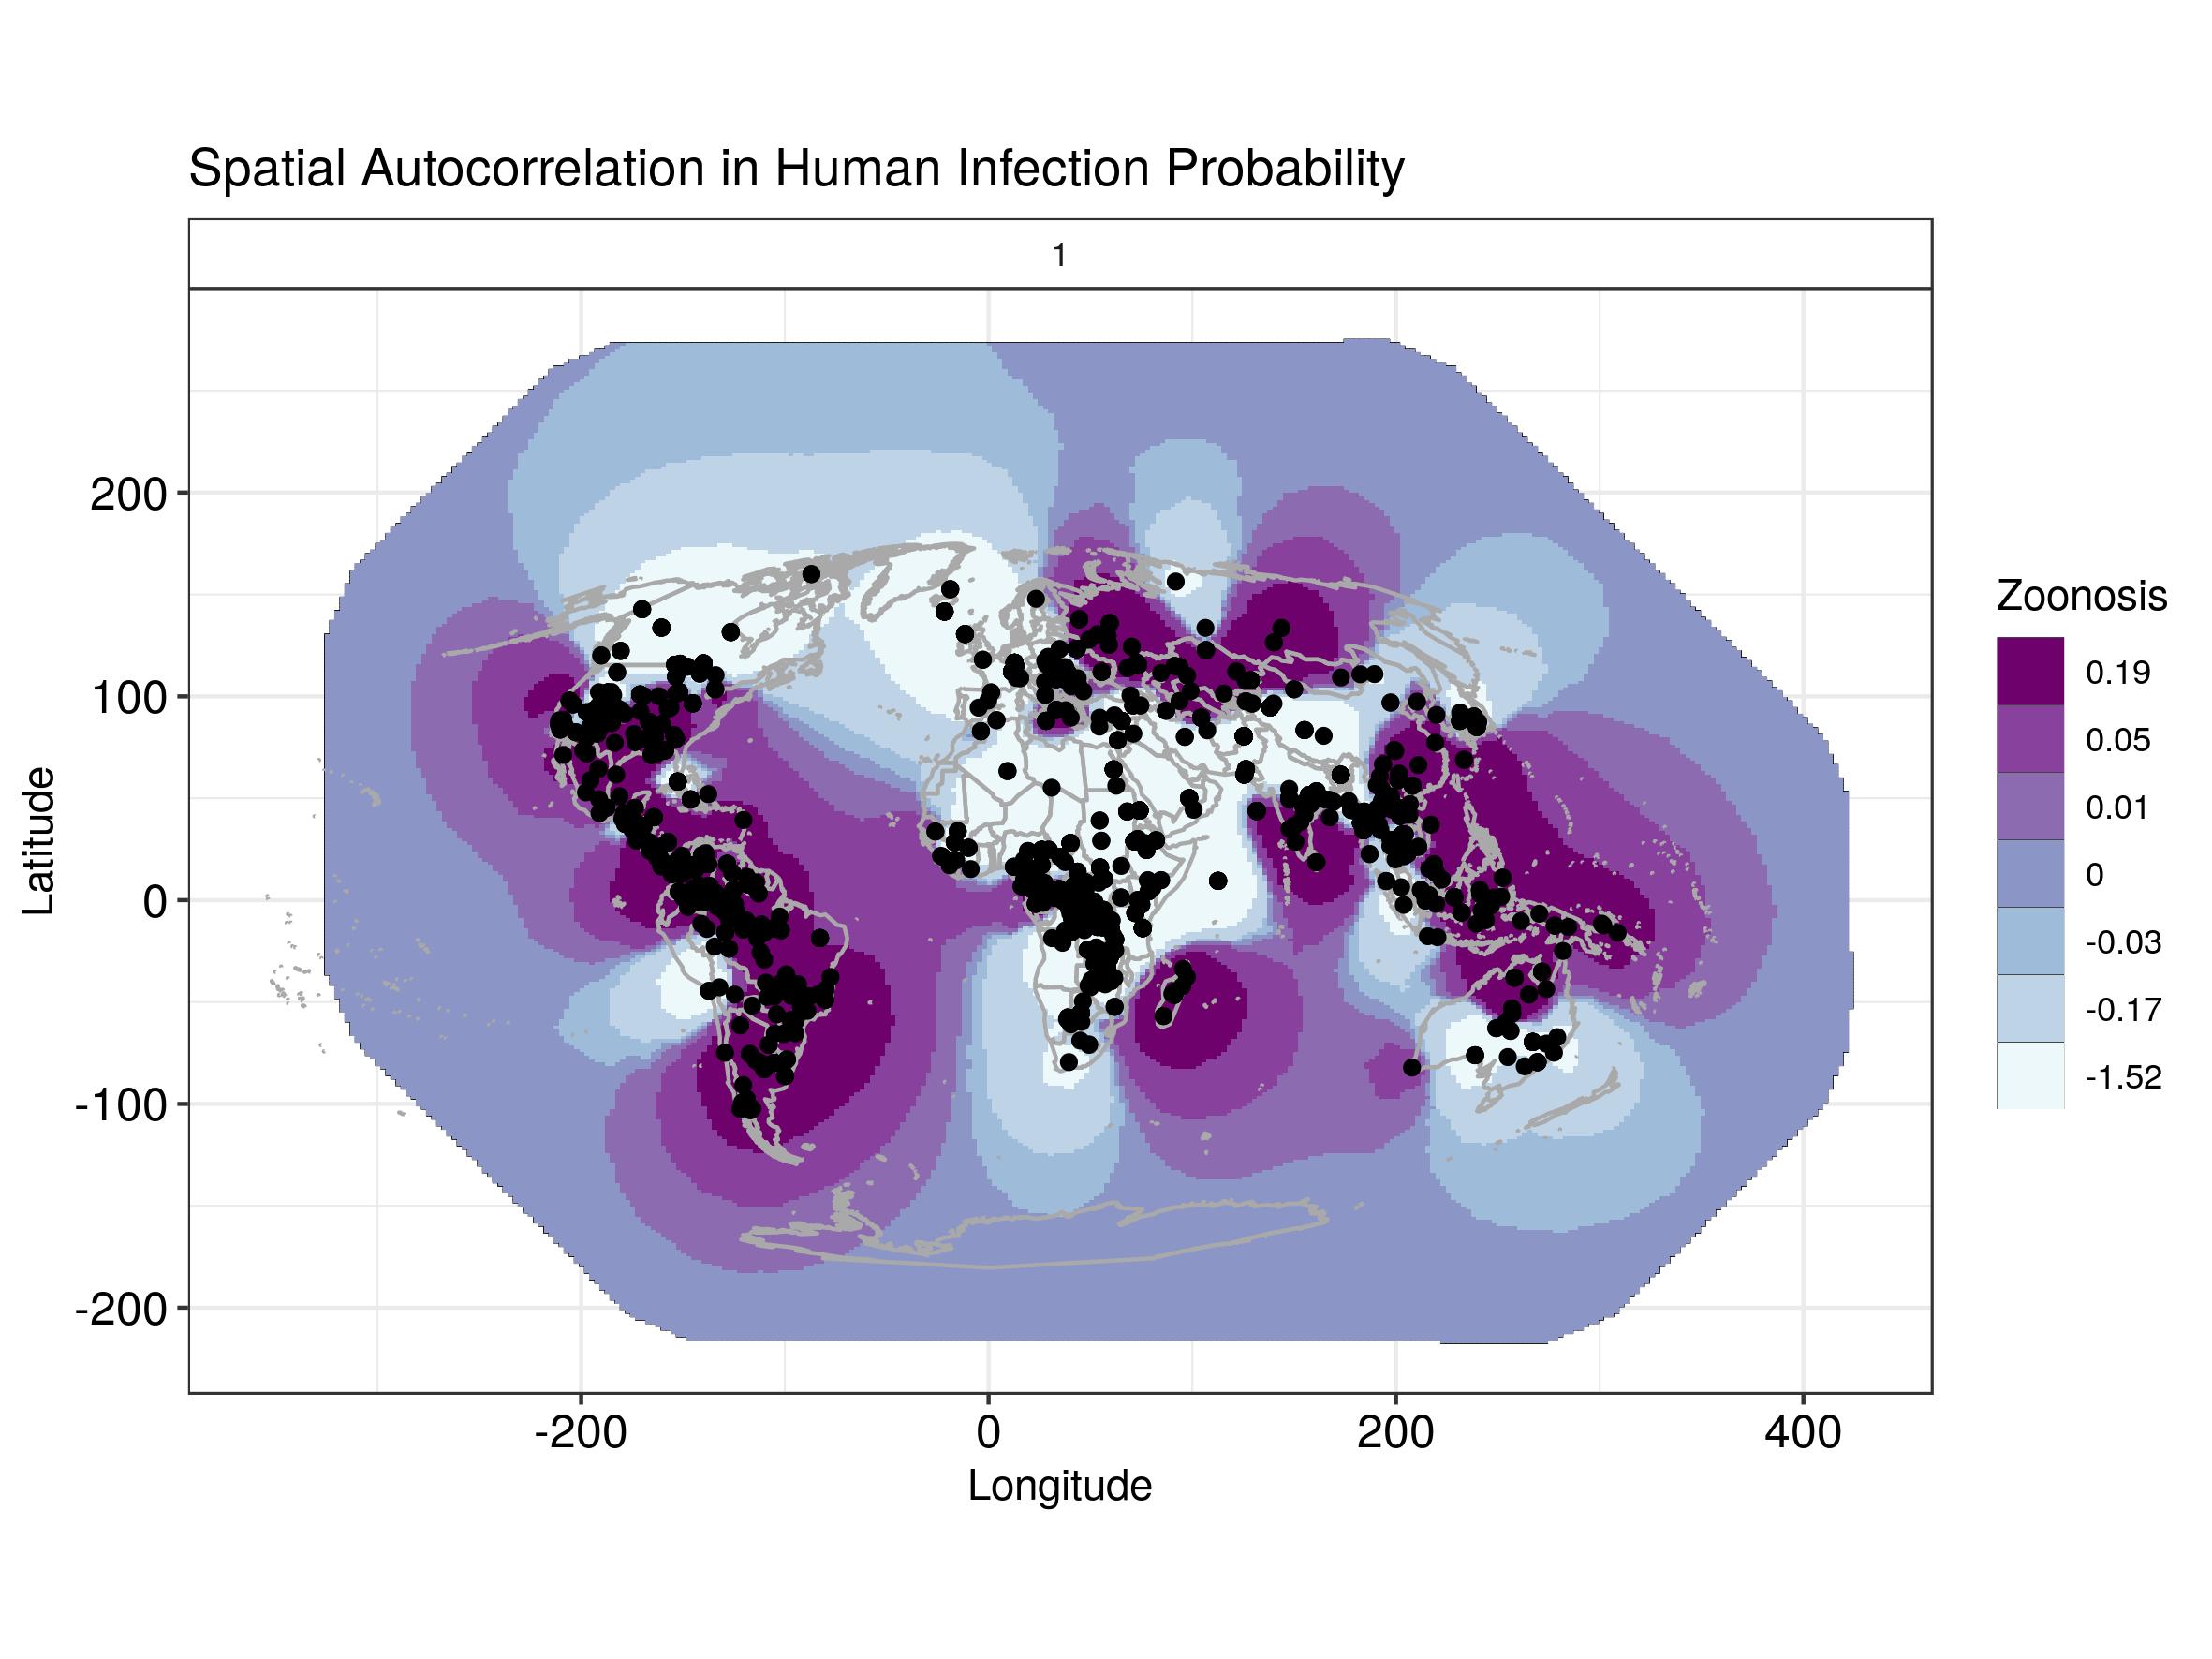 Spatial Autocorrelation in Human Infection Probability
1
200
100
0
-100
-200
Latitude
-200 0 200 400
Longitude
Zoonosis
0.19
0.05
0.01
0
-0.03
-0.17
-1.52